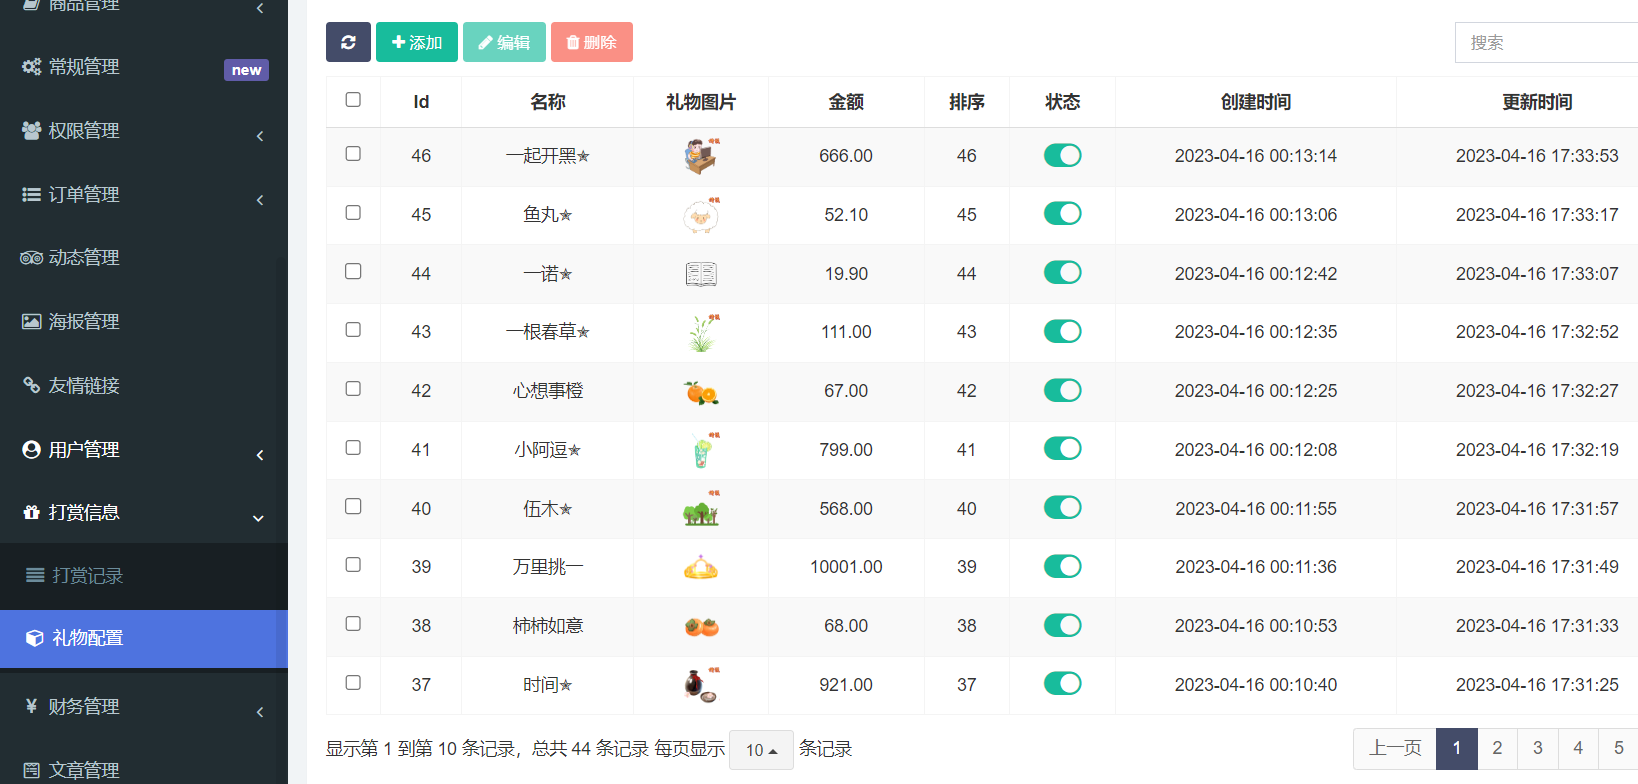 商品管理
常规管理 new
权限管理
订单管理
动态管理
海报管理
友情链接
用户管理
打赏信息
打赏记录
礼物配置
¥ 财务管理
文章管理
添加 编辑 删除 搜索
Id 名称 礼物图片 金额 排序 状态 创建时间 更新时间
46 一起开黑✯ 666.00 46 2023-04-16 00:13:14 2023-04-16 17:33:53
45 鱼丸✯ 52.10 45 2023-04-16 00:13:06 2023-04-16 17:33:17
44 一诺✯ 19.90 44 2023-04-16 00:12:42 2023-04-16 17:33:07
43 一根春草✯ 111.00 43 2023-04-16 00:12:35 2023-04-16 17:32:52
42 心想事橙 67.00 42 2023-04-16 00:12:25 2023-04-16 17:32:27
41 小阿逗✯ 799.00 41 2023-04-16 00:12:08 2023-04-16 17:32:19
40 伍木✯ 568.00 40 2023-04-16 00:11:55 2023-04-16 17:31:57
39 万里挑一 10001.00 39 2023-04-16 00:11:36 2023-04-16 17:31:49
38 柿柿如意 68.00 38 2023-04-16 00:10:53 2023-04-16 17:31:33
37 时间✯ 921.00 37 2023-04-16 00:10:40 2023-04-16 17:31:25
显示第 1 到第 10 条记录，总共 44 条记录 每页显示 10 条记录 上一页 1 2 3 4 5